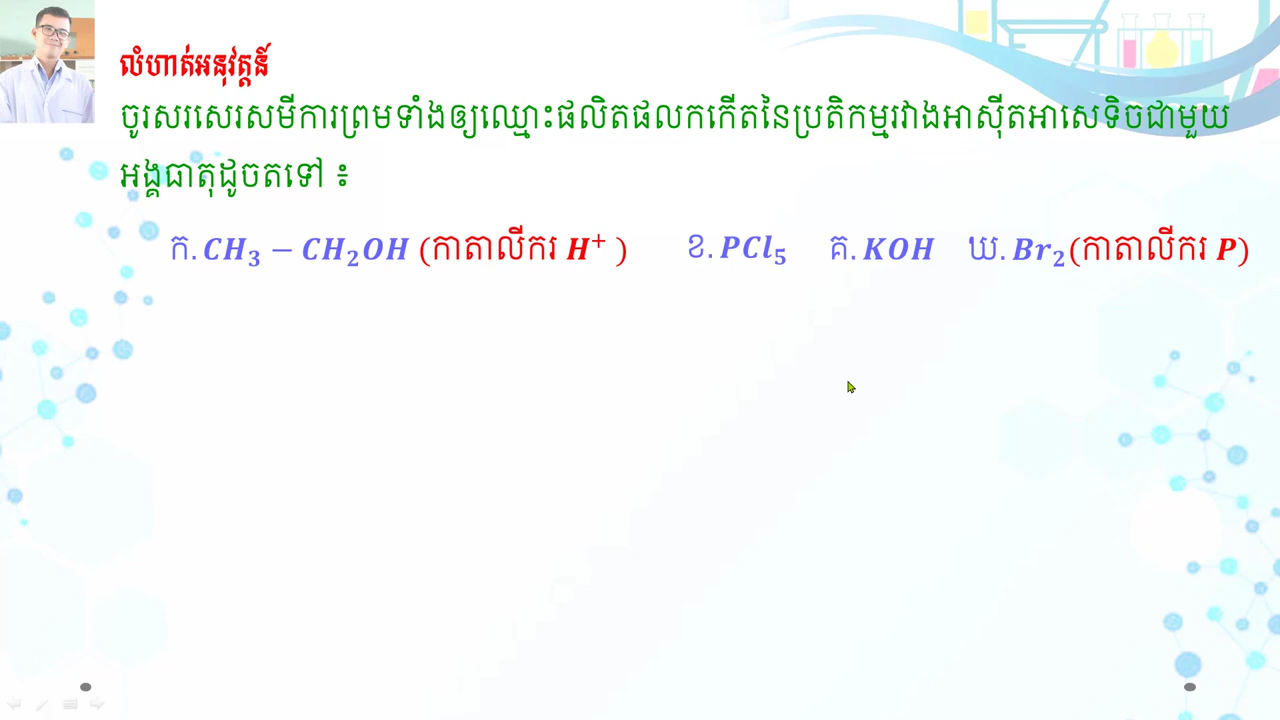 លំហាត់អនុវត្តន៍
ចូរសរសេរសមីការព្រមទាំងឲ្យឈ្មោះផលិតផលកកើតនៃប្រតិកម្មរវាងអាស៊ីតអាសេទិចជាមួយ
អង្គធាតុដូចតទៅ ៖
ក. CH₃ − CH₂OH (កាតាលីករ H⁺ ) ខ. PCl₅ គ. KOH ឃ. Br₂ (កាតាលីករ P)